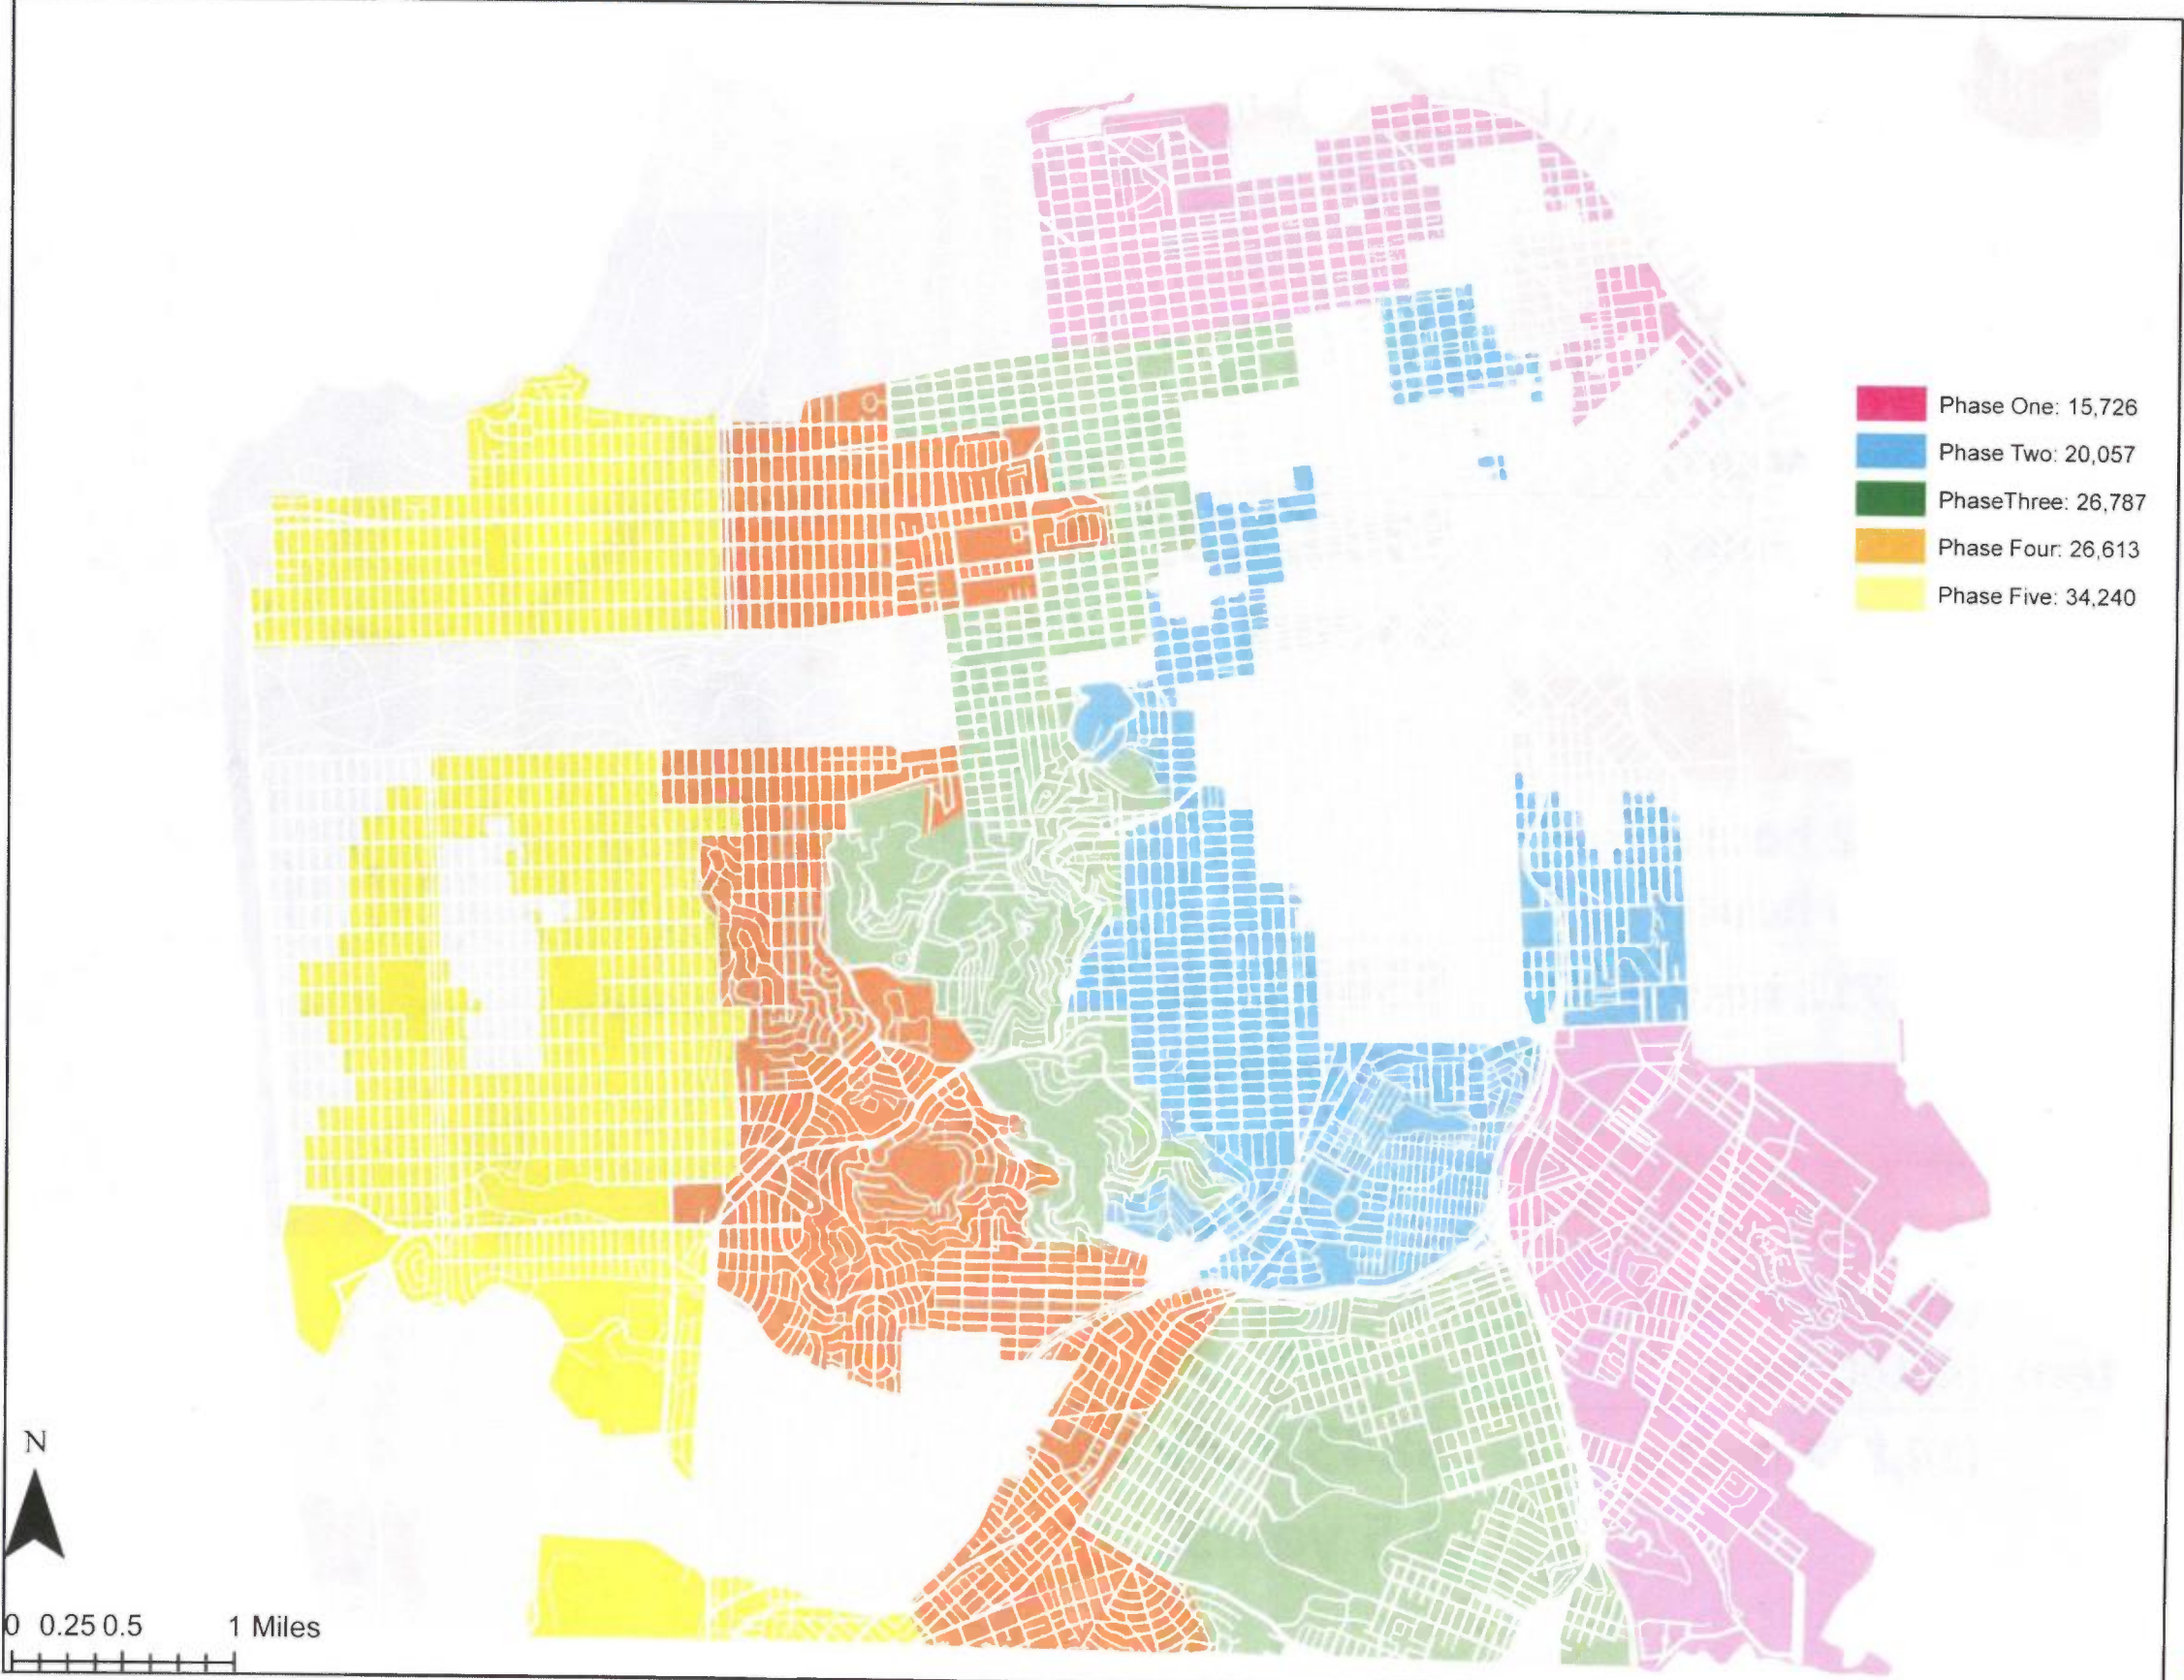 Phase One: 15,726
Phase Two: 20,057
PhaseThree: 26,787
Phase Four: 26,613
Phase Five: 34,240
N
0 0.25 0.5 1 Miles